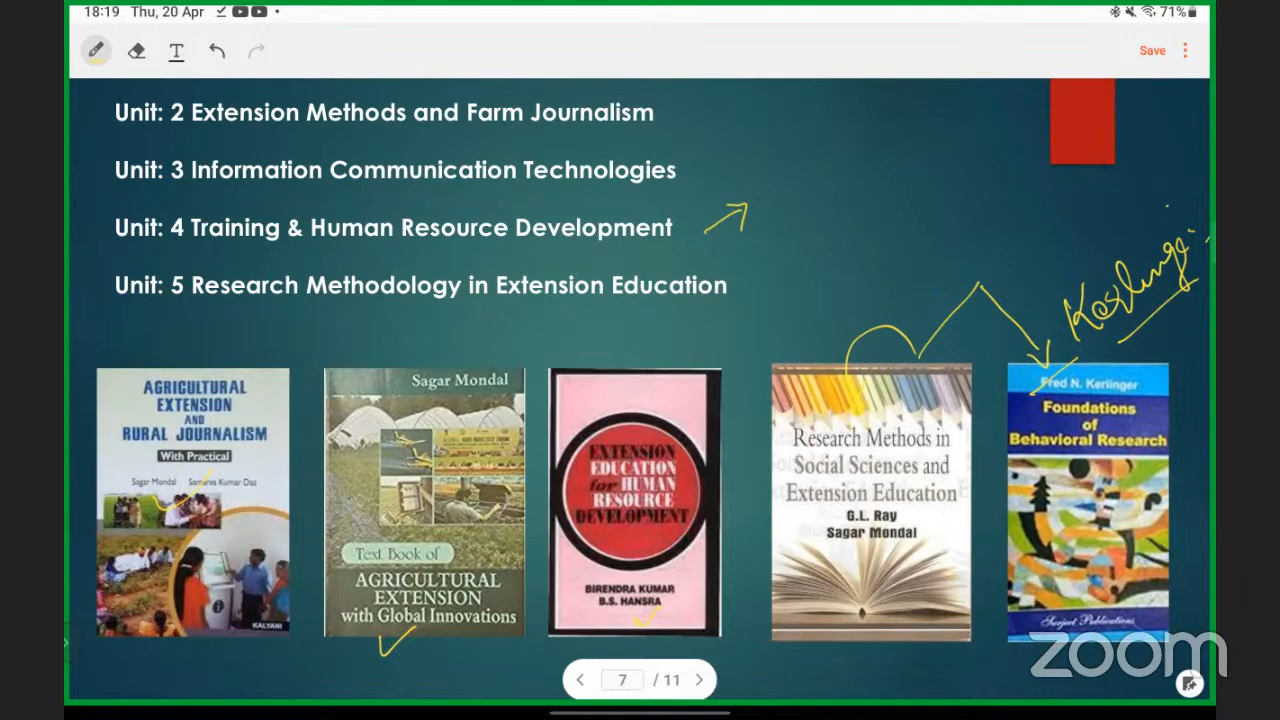 18:19 Thu, 20 Apr
71%
T
Save
Unit: 2 Extension Methods and Farm Journalism
Unit: 3 Information Communication Technologies
Unit: 4 Training & Human Resource Development
Unit: 5 Research Methodology in Extension Education
AGRICULTURAL
EXTENSION
AND
RURAL JOURNALISM
With Practical
Sagar Mondal Samares Kumar Das
KALYANI
Sagar Mondal
Text Book of
AGRICULTURAL
EXTENSION
with Global Innovations
EXTENSION
EDUCATION
for HUMAN
RESOURCE
DEVELOPMENT
BIRENDRA KUMAR
B.S. HANSRA
Research Methods in
Social Sciences and
Extension Education
G.L. Ray
Sagar Mondal
Fred N. Kerlinger
Foundations
of
Behavioral Research
Surjeet Publications
7 / 11
zoom